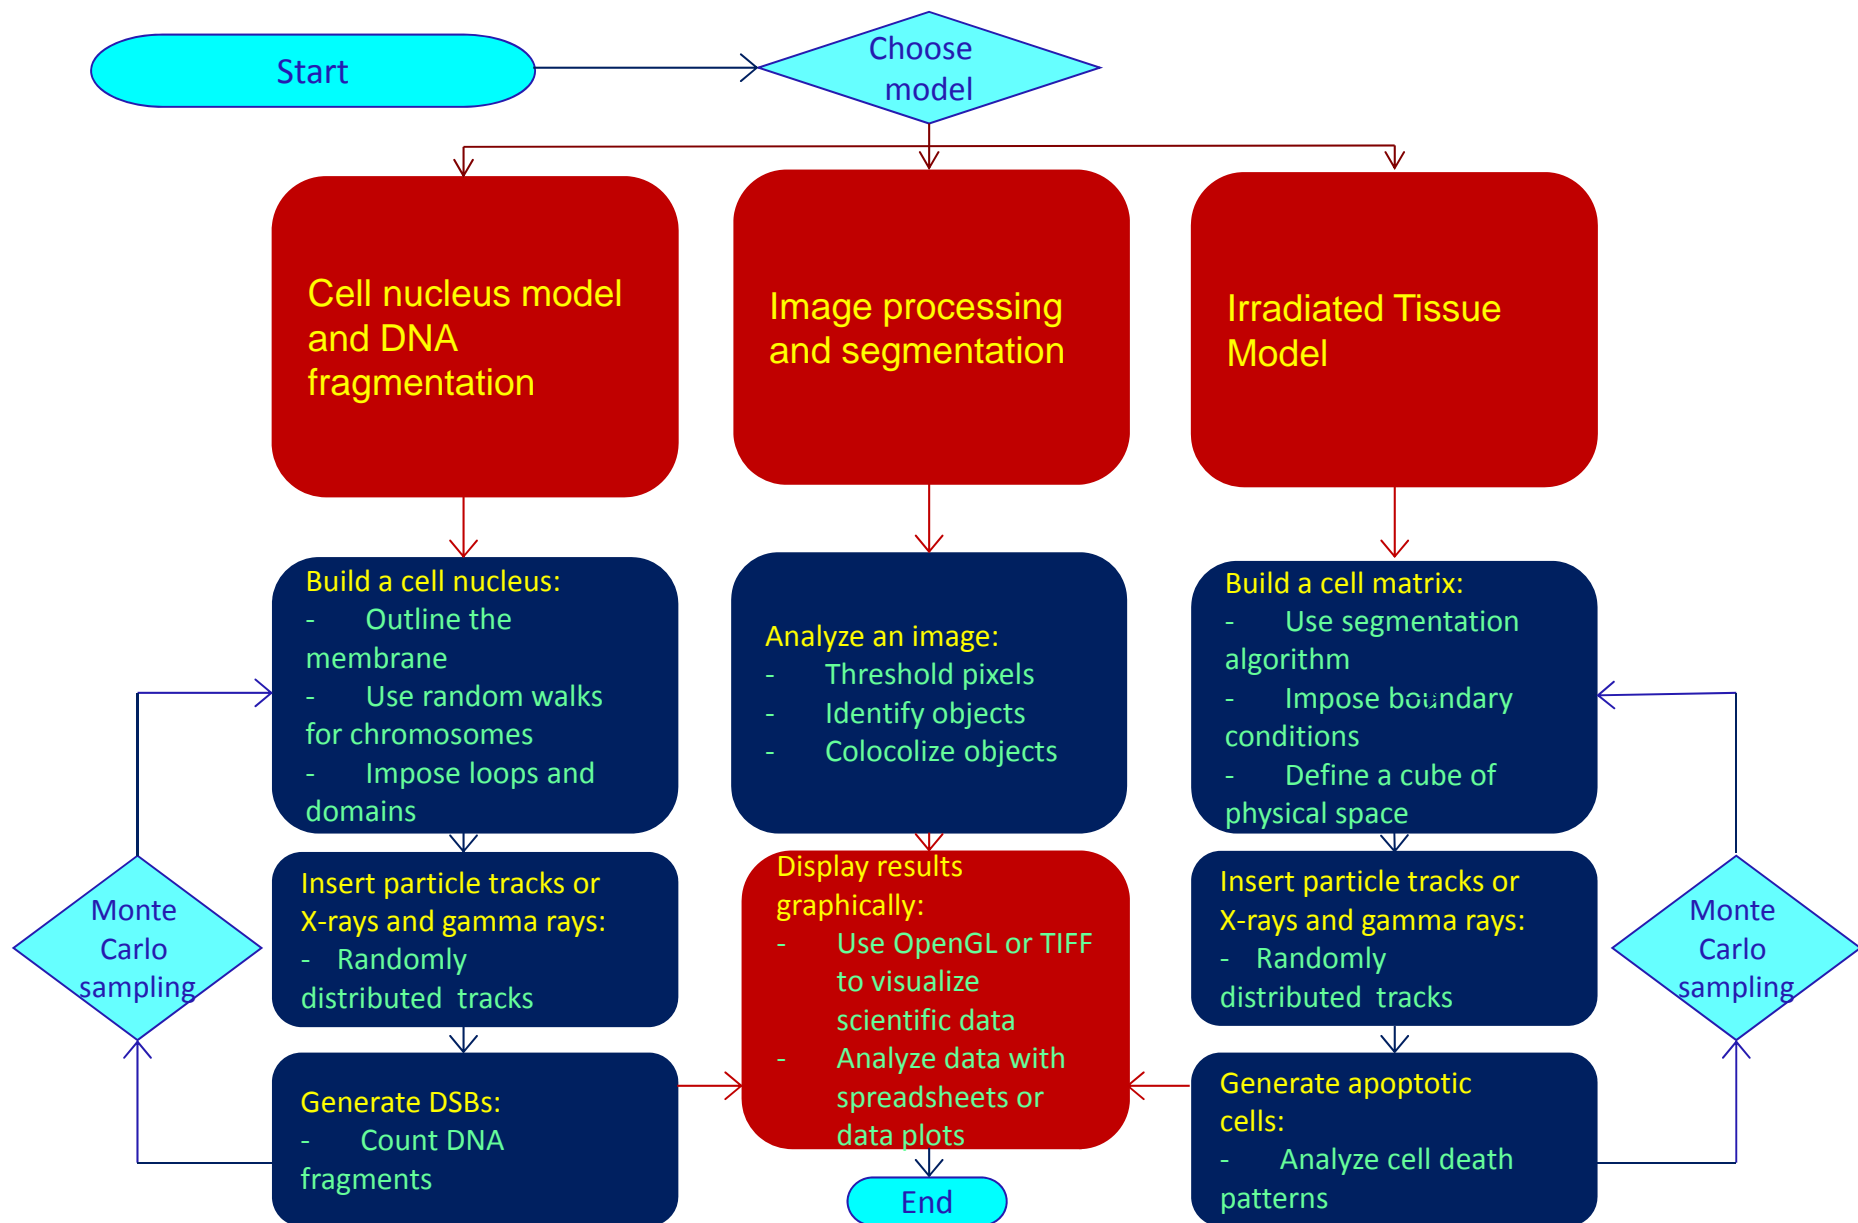 Start
Choose
model
Cell nucleus model
and DNA
fragmentation
Image processing
and segmentation
Irradiated Tissue
Model
Build a cell nucleus:
- Outline the
membrane
- Use random walks
for chromosomes
- Impose loops and
domains
Analyze an image:
- Threshold pixels
- Identify objects
- Colocolize objects
Build a cell matrix:
- Use segmentation
algorithm
- Impose boundary
conditions
- Define a cube of
physical space
Monte
Carlo
sampling
Insert particle tracks or
X-rays and gamma rays:
- Randomly
distributed tracks
Display results
graphically:
- Use OpenGL or TIFF
to visualize
scientific data
- Analyze data with
spreadsheets or
data plots
Insert particle tracks or
X-rays and gamma rays:
- Randomly
distributed tracks
Monte
Carlo
sampling
Generate DSBs:
- Count DNA
fragments
Generate apoptotic
cells:
- Analyze cell death
patterns
End